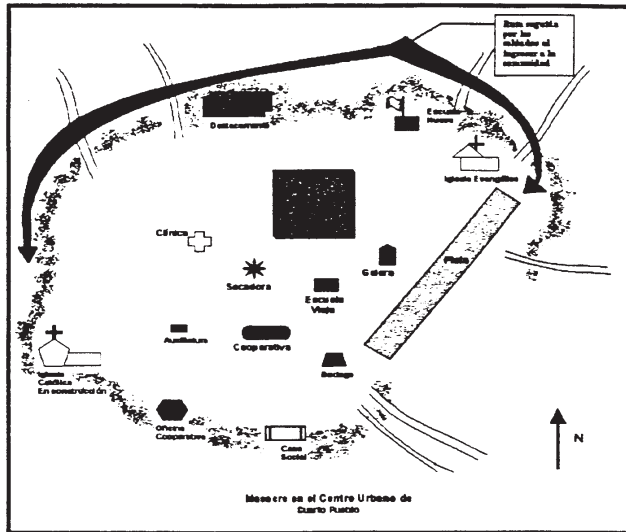 Ruta seguida
por los
soldados al
ingresar a la
comunidad
Destacamento
Escuela
Nueva
Iglesia Evangélica
Clínica
Pista
Galera
Secadora
Escuela
Vieja
Auxiliatura
Cooperativa
Bodega
Iglesia
Católica
En construcción
Oficina
Cooperativa
Casa
Social
N
Masacre en el Centro Urbano de
Cuarto Pueblo